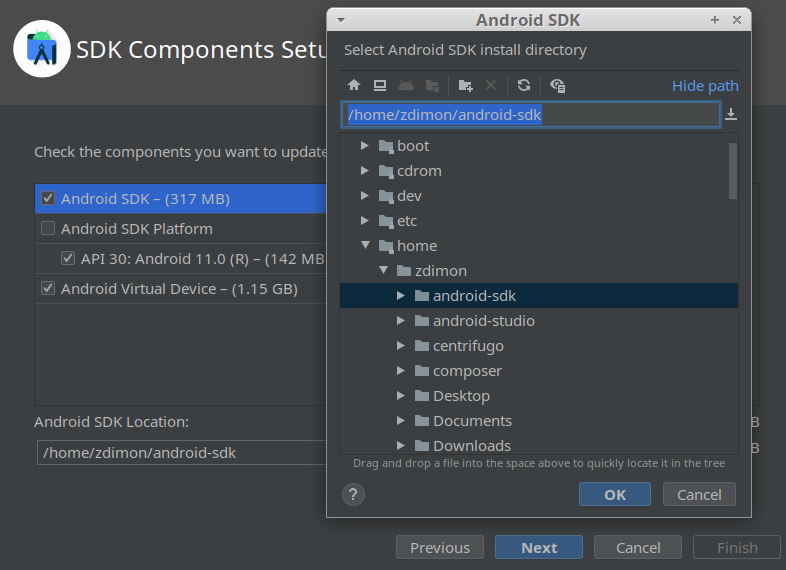 SDK Components Setu
Check the components you want to update
Android SDK – (317 MB)
Android SDK Platform
API 30: Android 11.0 (R) – (142 MB
Android Virtual Device – (1.15 GB)
Android SDK Location:
/home/zdimon/android-sdk
B
B
Previous
Next
Cancel
Finish
Android SDK
Select Android SDK install directory
Hide path
/home/zdimon/android-sdk
boot
cdrom
dev
etc
home
zdimon
android-sdk
android-studio
centrifugo
composer
Desktop
Documents
Downloads
Drag and drop a file into the space above to quickly locate it in the tree
?
OK
Cancel